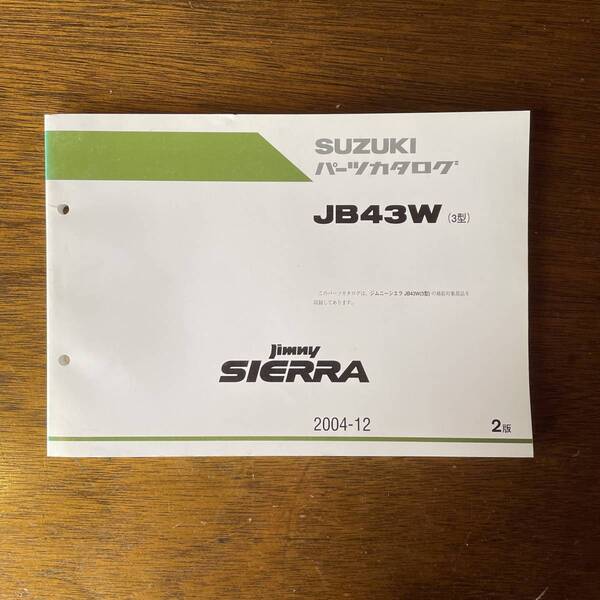 SUZUKI
パーツカタログ
JB43W (3型)
このパーツカタログは、ジムニーシエラ JB43W(3型) の補給対象部品を
収録してあります。
Jimny
SIERRA
2004-12
2版